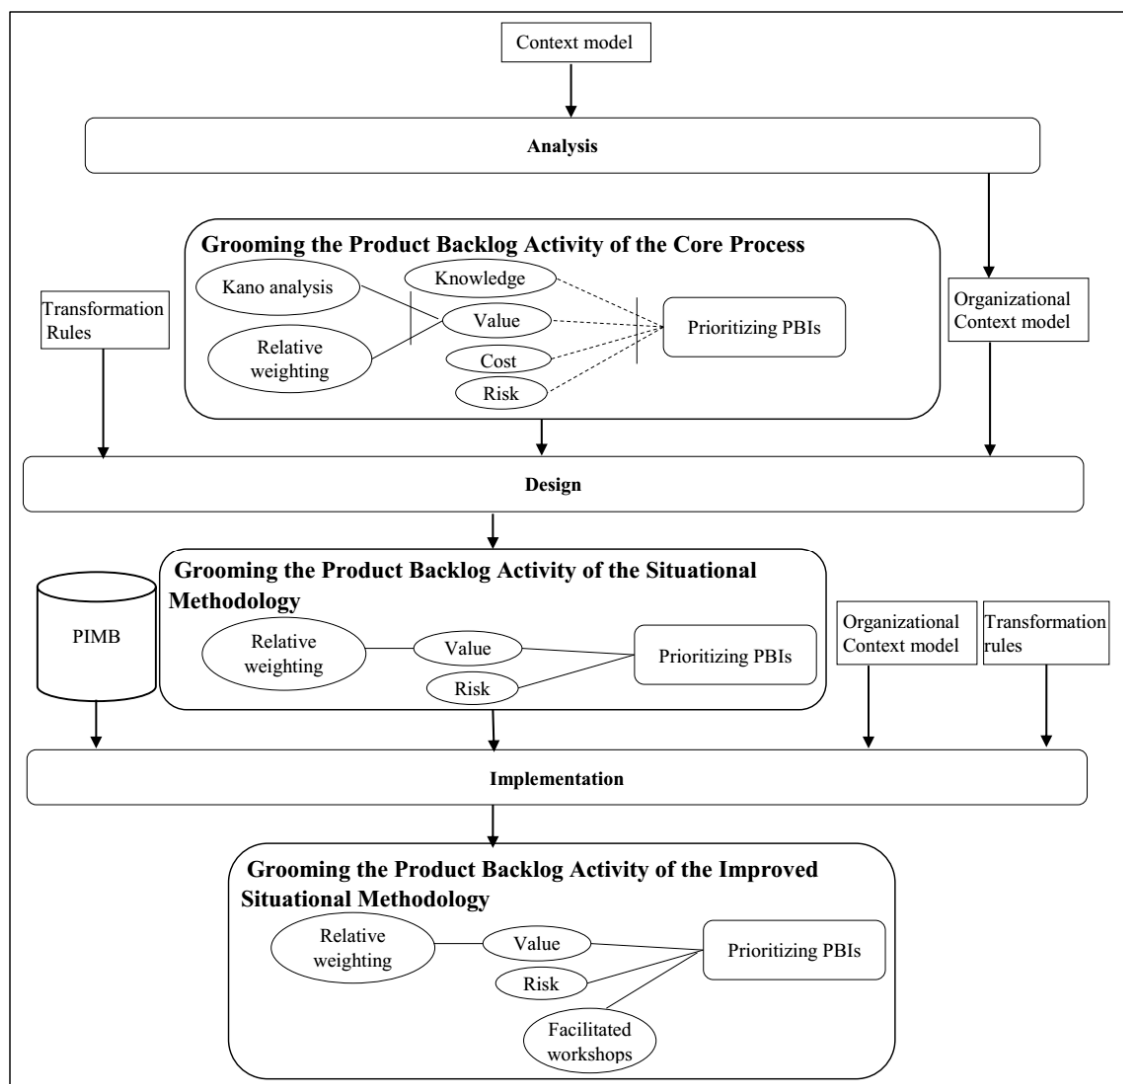 Context model
Analysis
Grooming the Product Backlog Activity of the Core Process
Kano analysis
Knowledge
Transformation
Rules
Value
Prioritizing PBIs
Organizational
Context model
Relative
weighting
Cost
Risk
Design
Grooming the Product Backlog Activity of the Situational
Methodology
PIMB
Relative
weighting
Value
Risk
Prioritizing PBIs
Organizational
Context model
Transformation
rules
Implementation
Grooming the Product Backlog Activity of the Improved
Situational Methodology
Relative
weighting
Value
Risk
Prioritizing PBIs
Facilitated
workshops